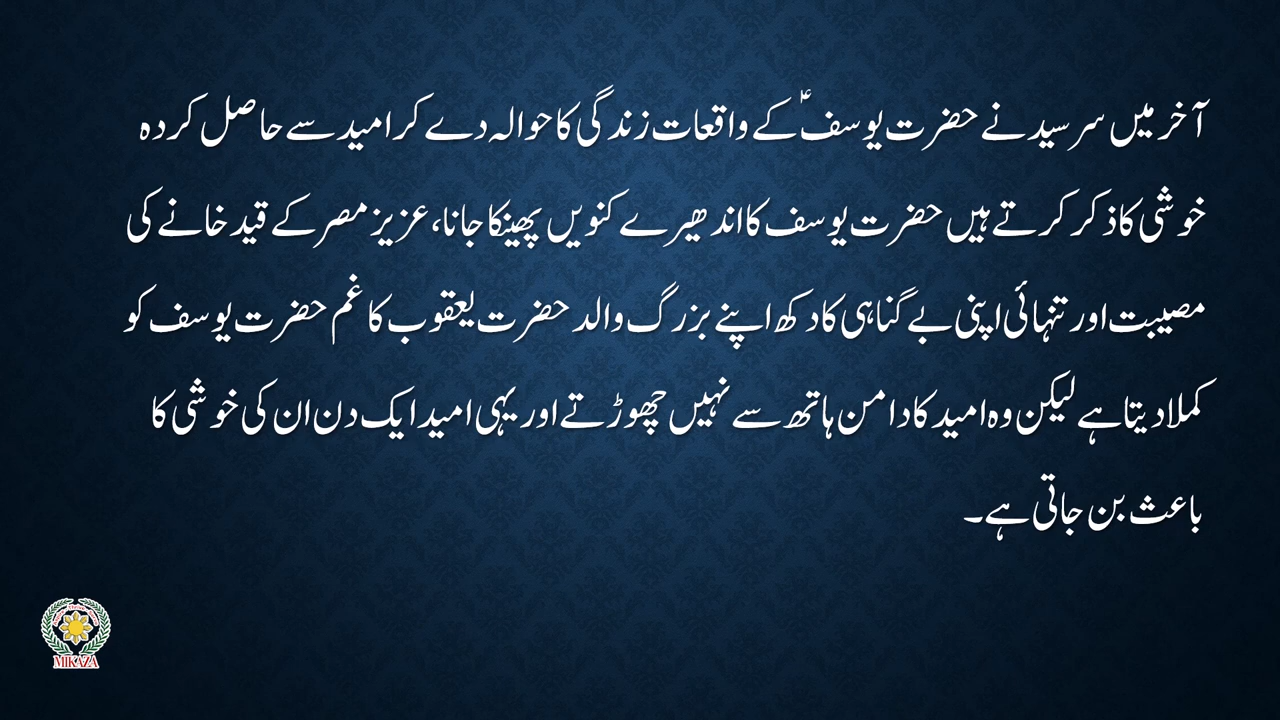 آخر میں سرسید نے حضرت یوسفؑ کے واقعات زندگی کا حوالہ دے کر امید سے حاصل کردہ
خوشی کا ذکر کرتے ہیں حضرت یوسف کا اندھیرے کنویں پھینکا جانا، عزیز مصر کے قید خانے کی
مصیبت اور تنہائی اپنی بے گناہی کا دکھ اپنے بزرگ والد حضرت یعقوب کا غم حضرت یوسف کو
کملا دیتا ہے لیکن وہ امید کا دامن ہاتھ سے نہیں چھوڑتے اور یہی امید ایک دن ان کی خوشی کا
باعث بن جاتی ہے۔
MIKAZA